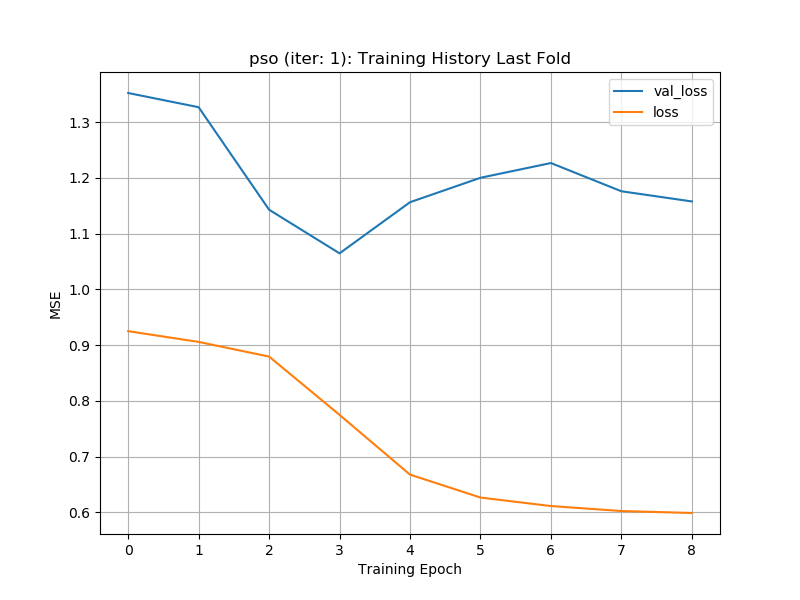 pso (iter: 1): Training History Last Fold
val_loss
loss
MSE
1.3
1.2
1.1
1.0
0.9
0.8
0.7
0.6
0 1 2 3 4 5 6 7 8
Training Epoch